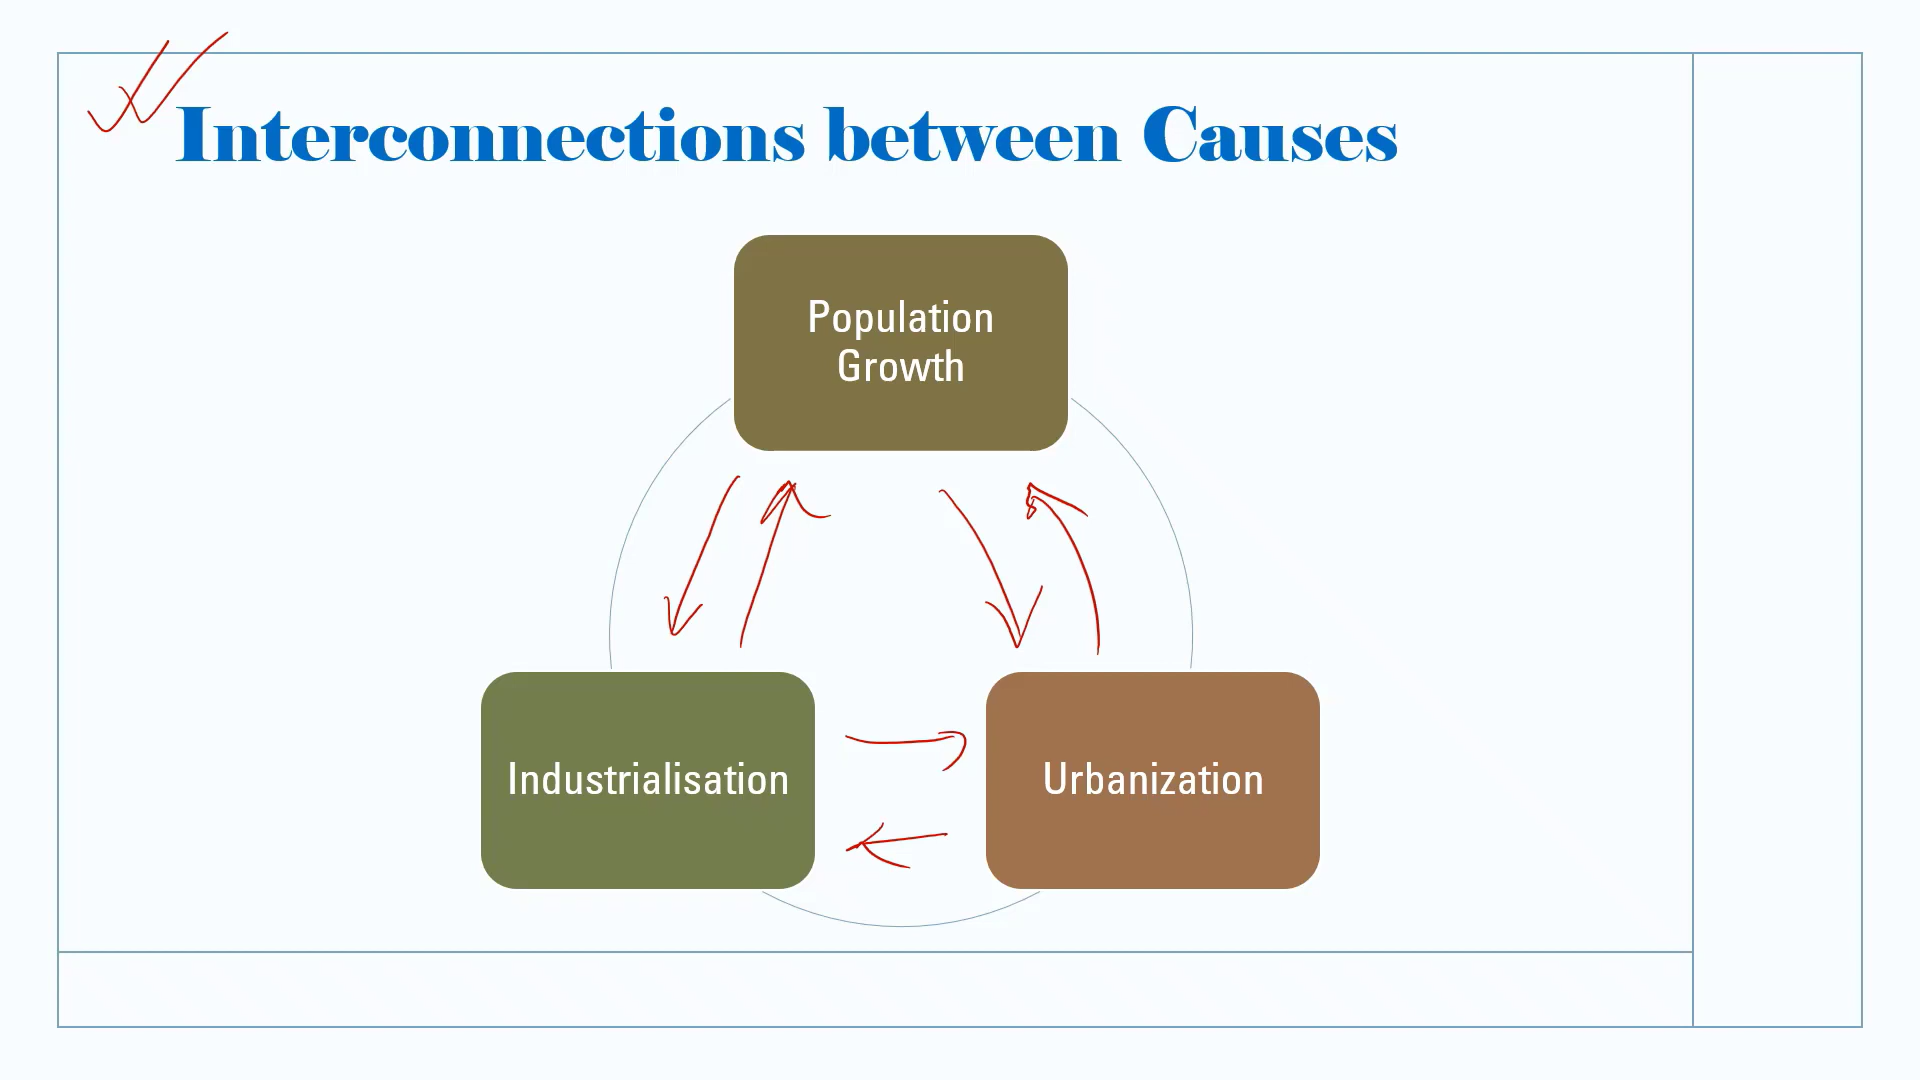 Interconnections between Causes
Population
Growth
Industrialisation
Urbanization